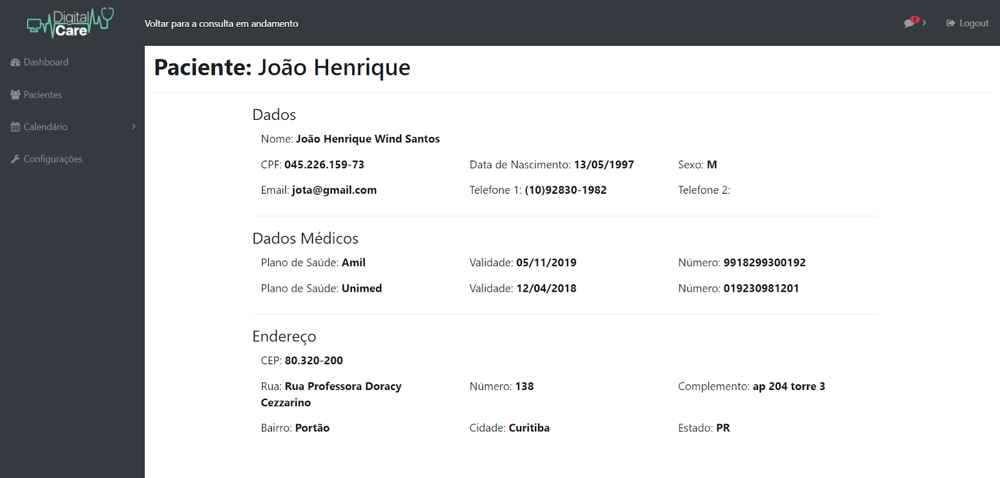 Digital
Care
Voltar para a consulta em andamento
!
Logout
Dashboard
Pacientes
Calendário
Configurações
Paciente: João Henrique
Dados
Nome: João Henrique Wind Santos
CPF: 045.226.159-73 Data de Nascimento: 13/05/1997 Sexo: M
Email: jota@gmail.com Telefone 1: (10)92830-1982 Telefone 2:
Dados Médicos
Plano de Saúde: Amil Validade: 05/11/2019 Número: 9918299300192
Plano de Saúde: Unimed Validade: 12/04/2018 Número: 019230981201
Endereço
CEP: 80.320-200
Rua: Rua Professora Doracy Número: 138 Complemento: ap 204 torre 3
Cezzarino
Bairro: Portão Cidade: Curitiba Estado: PR